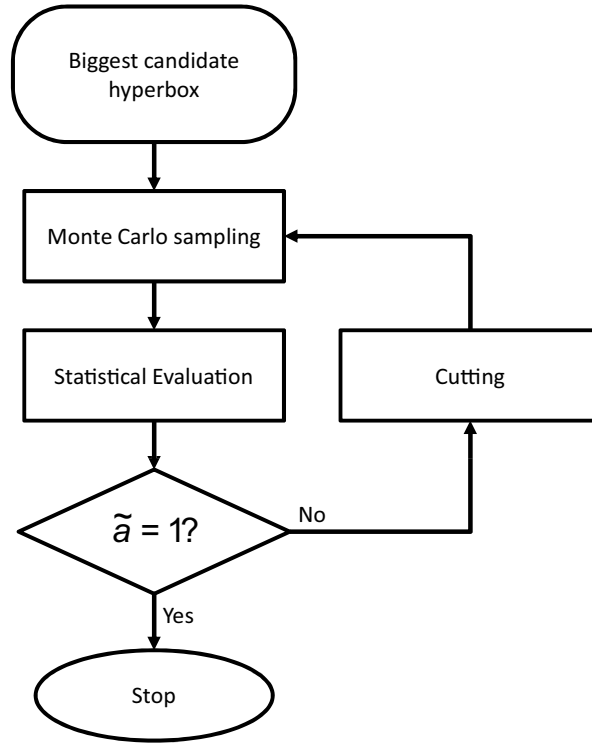 Biggest candidate
hyperbox
Monte Carlo sampling
Statistical Evaluation
Cutting
ã = 1?
No
Yes
Stop